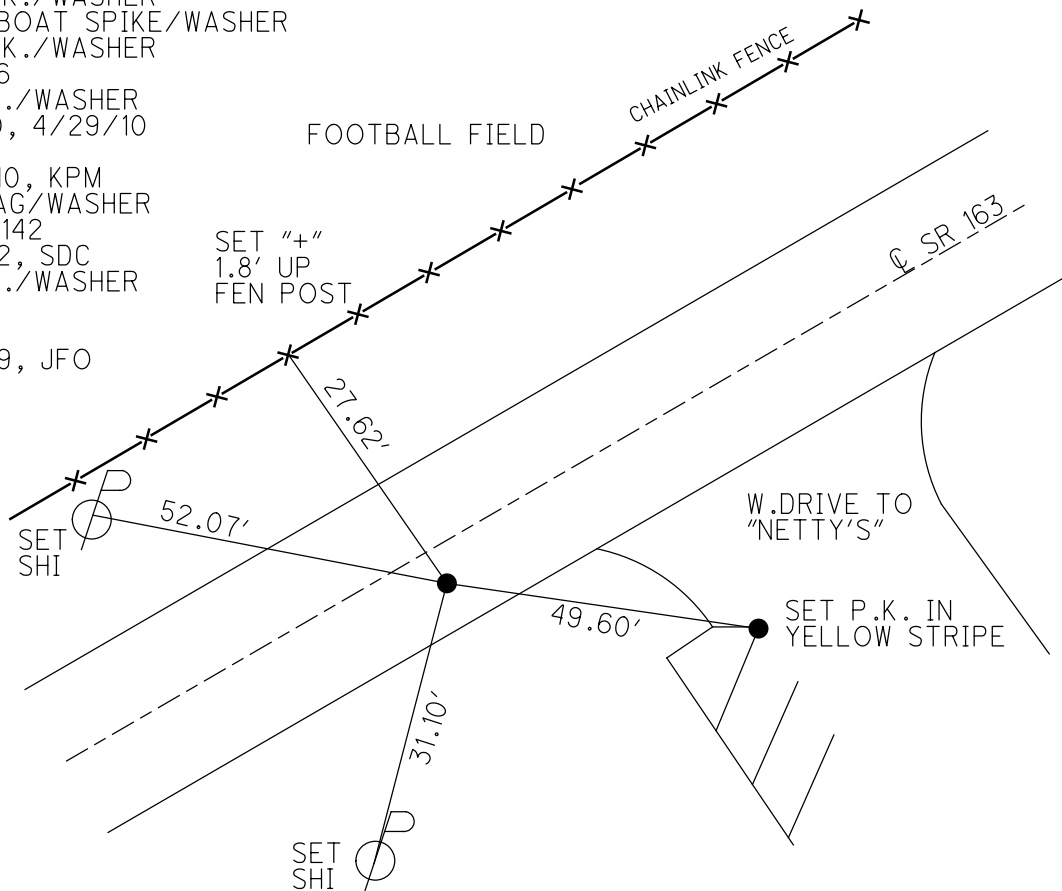 K./WASHER
BOAT SPIKE/WASHER
K./WASHER
6
./WASHER
, 4/29/10
10, KPM
AG/WASHER
142
2, SDC
./WASHER
9, JFO
FOOTBALL FIELD
CHAINLINK FENCE
SET "+"
1.8' UP
FEN POST
℄ SR 163
27.62'
52.07'
SET
SHI
W.DRIVE TO
"NETTY'S"
49.60'
SET P.K. IN
YELLOW STRIPE
31.10'
SET
SHI